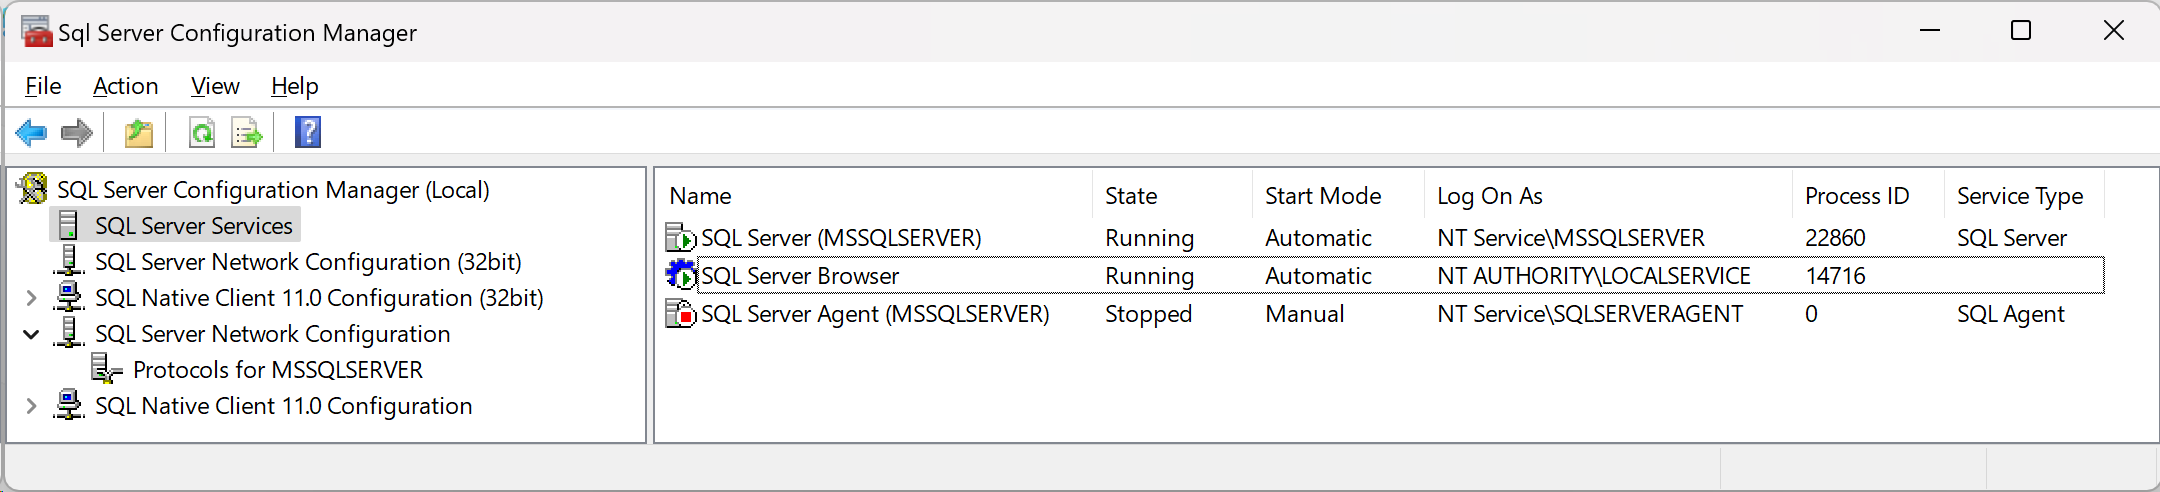 Sql Server Configuration Manager
File Action View Help
SQL Server Configuration Manager (Local)
SQL Server Services
SQL Server Network Configuration (32bit)
SQL Native Client 11.0 Configuration (32bit)
SQL Server Network Configuration
Protocols for MSSQLSERVER
SQL Native Client 11.0 Configuration
Name State Start Mode Log On As Process ID Service Type
SQL Server (MSSQLSERVER) Running Automatic NT Service\MSSQLSERVER 22860 SQL Server
SQL Server Browser Running Automatic NT AUTHORITY\LOCALSERVICE 14716
SQL Server Agent (MSSQLSERVER) Stopped Manual NT Service\SQLSERVERAGENT 0 SQL Agent